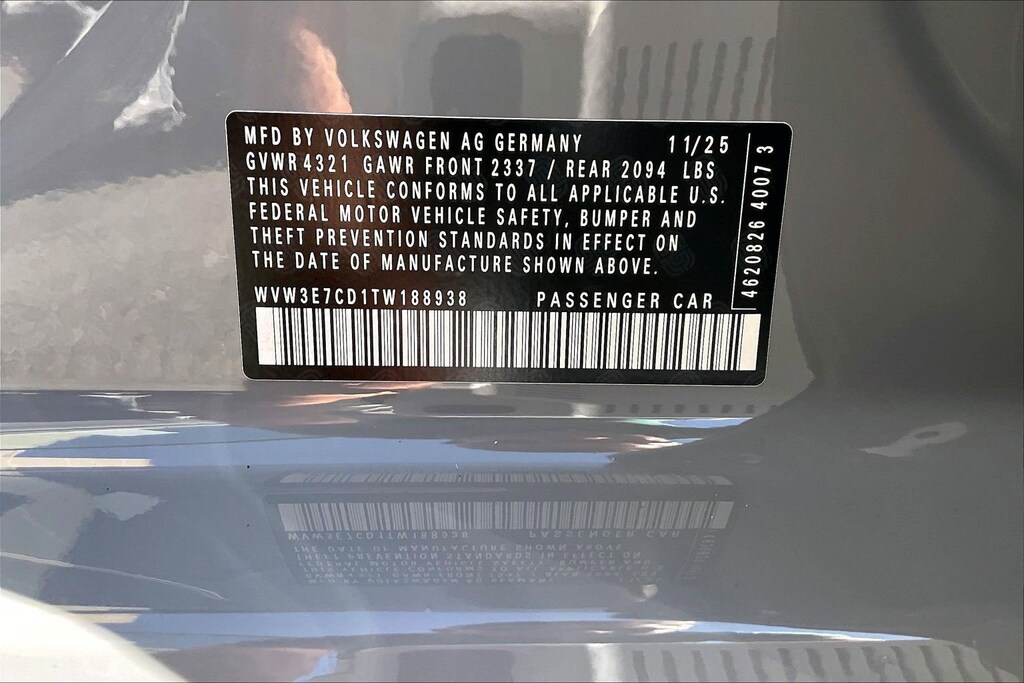 MFD BY VOLKSWAGEN AG GERMANY 11/25
GVWR 4321 GAWR FRONT 2337 / REAR 2094 LBS
THIS VEHICLE CONFORMS TO ALL APPLICABLE U.S.
FEDERAL MOTOR VEHICLE SAFETY, BUMPER AND
THEFT PREVENTION STANDARDS IN EFFECT ON
THE DATE OF MANUFACTURE SHOWN ABOVE.
WVW3E7CD1TW188938 PASSENGER CAR
4620826 4007 3